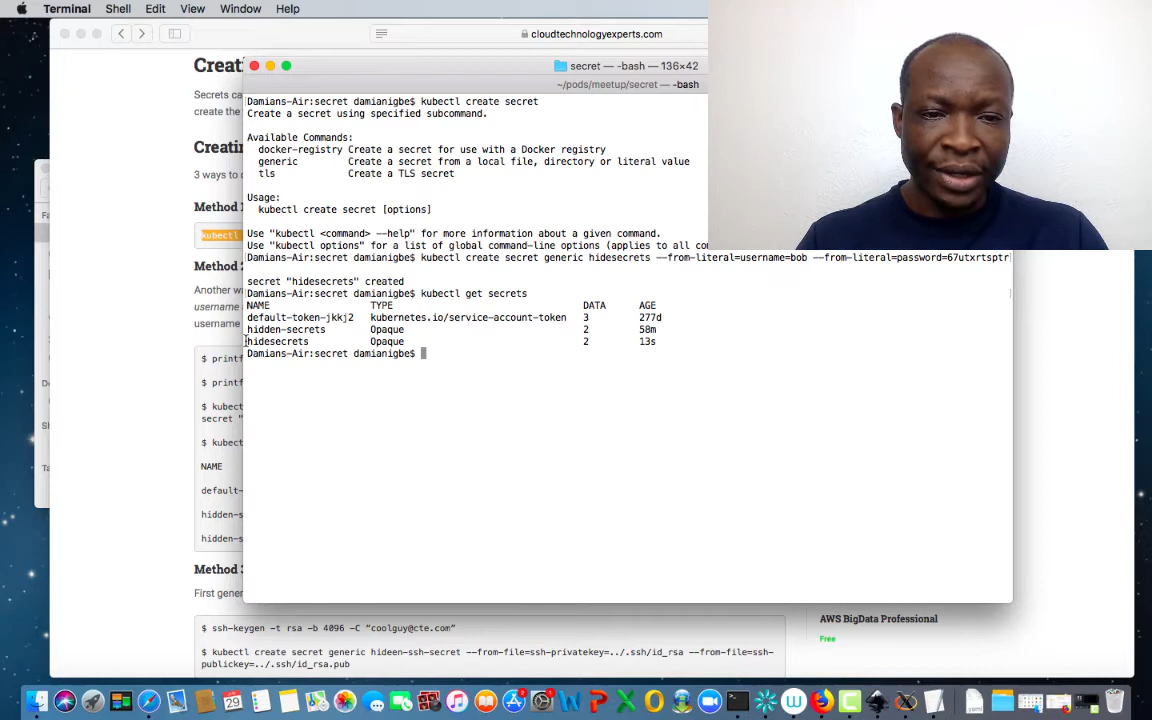 Terminal Shell Edit View Window Help
cloudtechnologyexperts.com
secret — -bash — 136×42
~/pods/meetup/secret — -bash
Creati
Secrets ca
create the
Creatin
3 ways to c
Method 1
kubectl
Method 2
Another wa
username
username
$ printf
$ printf
$ kubect
secret "
$ kubect
NAME
default-
hidden-s
hidden-s
Method 3
First gener
Damians-Air:secret damianigbe$ kubectl create secret
Create a secret using specified subcommand.
Available Commands:
docker-registry Create a secret for use with a Docker registry
generic Create a secret from a local file, directory or literal value
tls Create a TLS secret
Usage:
kubectl create secret [options]
Use "kubectl <command> --help" for more information about a given command.
Use "kubectl options" for a list of global command-line options (applies to all co
Damians-Air:secret damianigbe$ kubectl create secret generic hidesecrets --from-literal=username=bob --from-literal=password=67utxrtsptr
secret "hidesecrets" created
Damians-Air:secret damianigbe$ kubectl get secrets
NAME TYPE DATA AGE
default-token-jkkj2 kubernetes.io/service-account-token 3 277d
hidden-secrets Opaque 2 58m
hidesecrets Opaque 2 13s
Damians-Air:secret damianigbe$
$ ssh-keygen -t rsa -b 4096 -C “coolguy@cte.com”
$ kubectl create secret generic hideen-ssh-secret --from-file=ssh-privatekey=../.ssh/id_rsa --from-file=ssh-
publickey=../.ssh/id_rsa.pub
AWS BigData Professional
Free